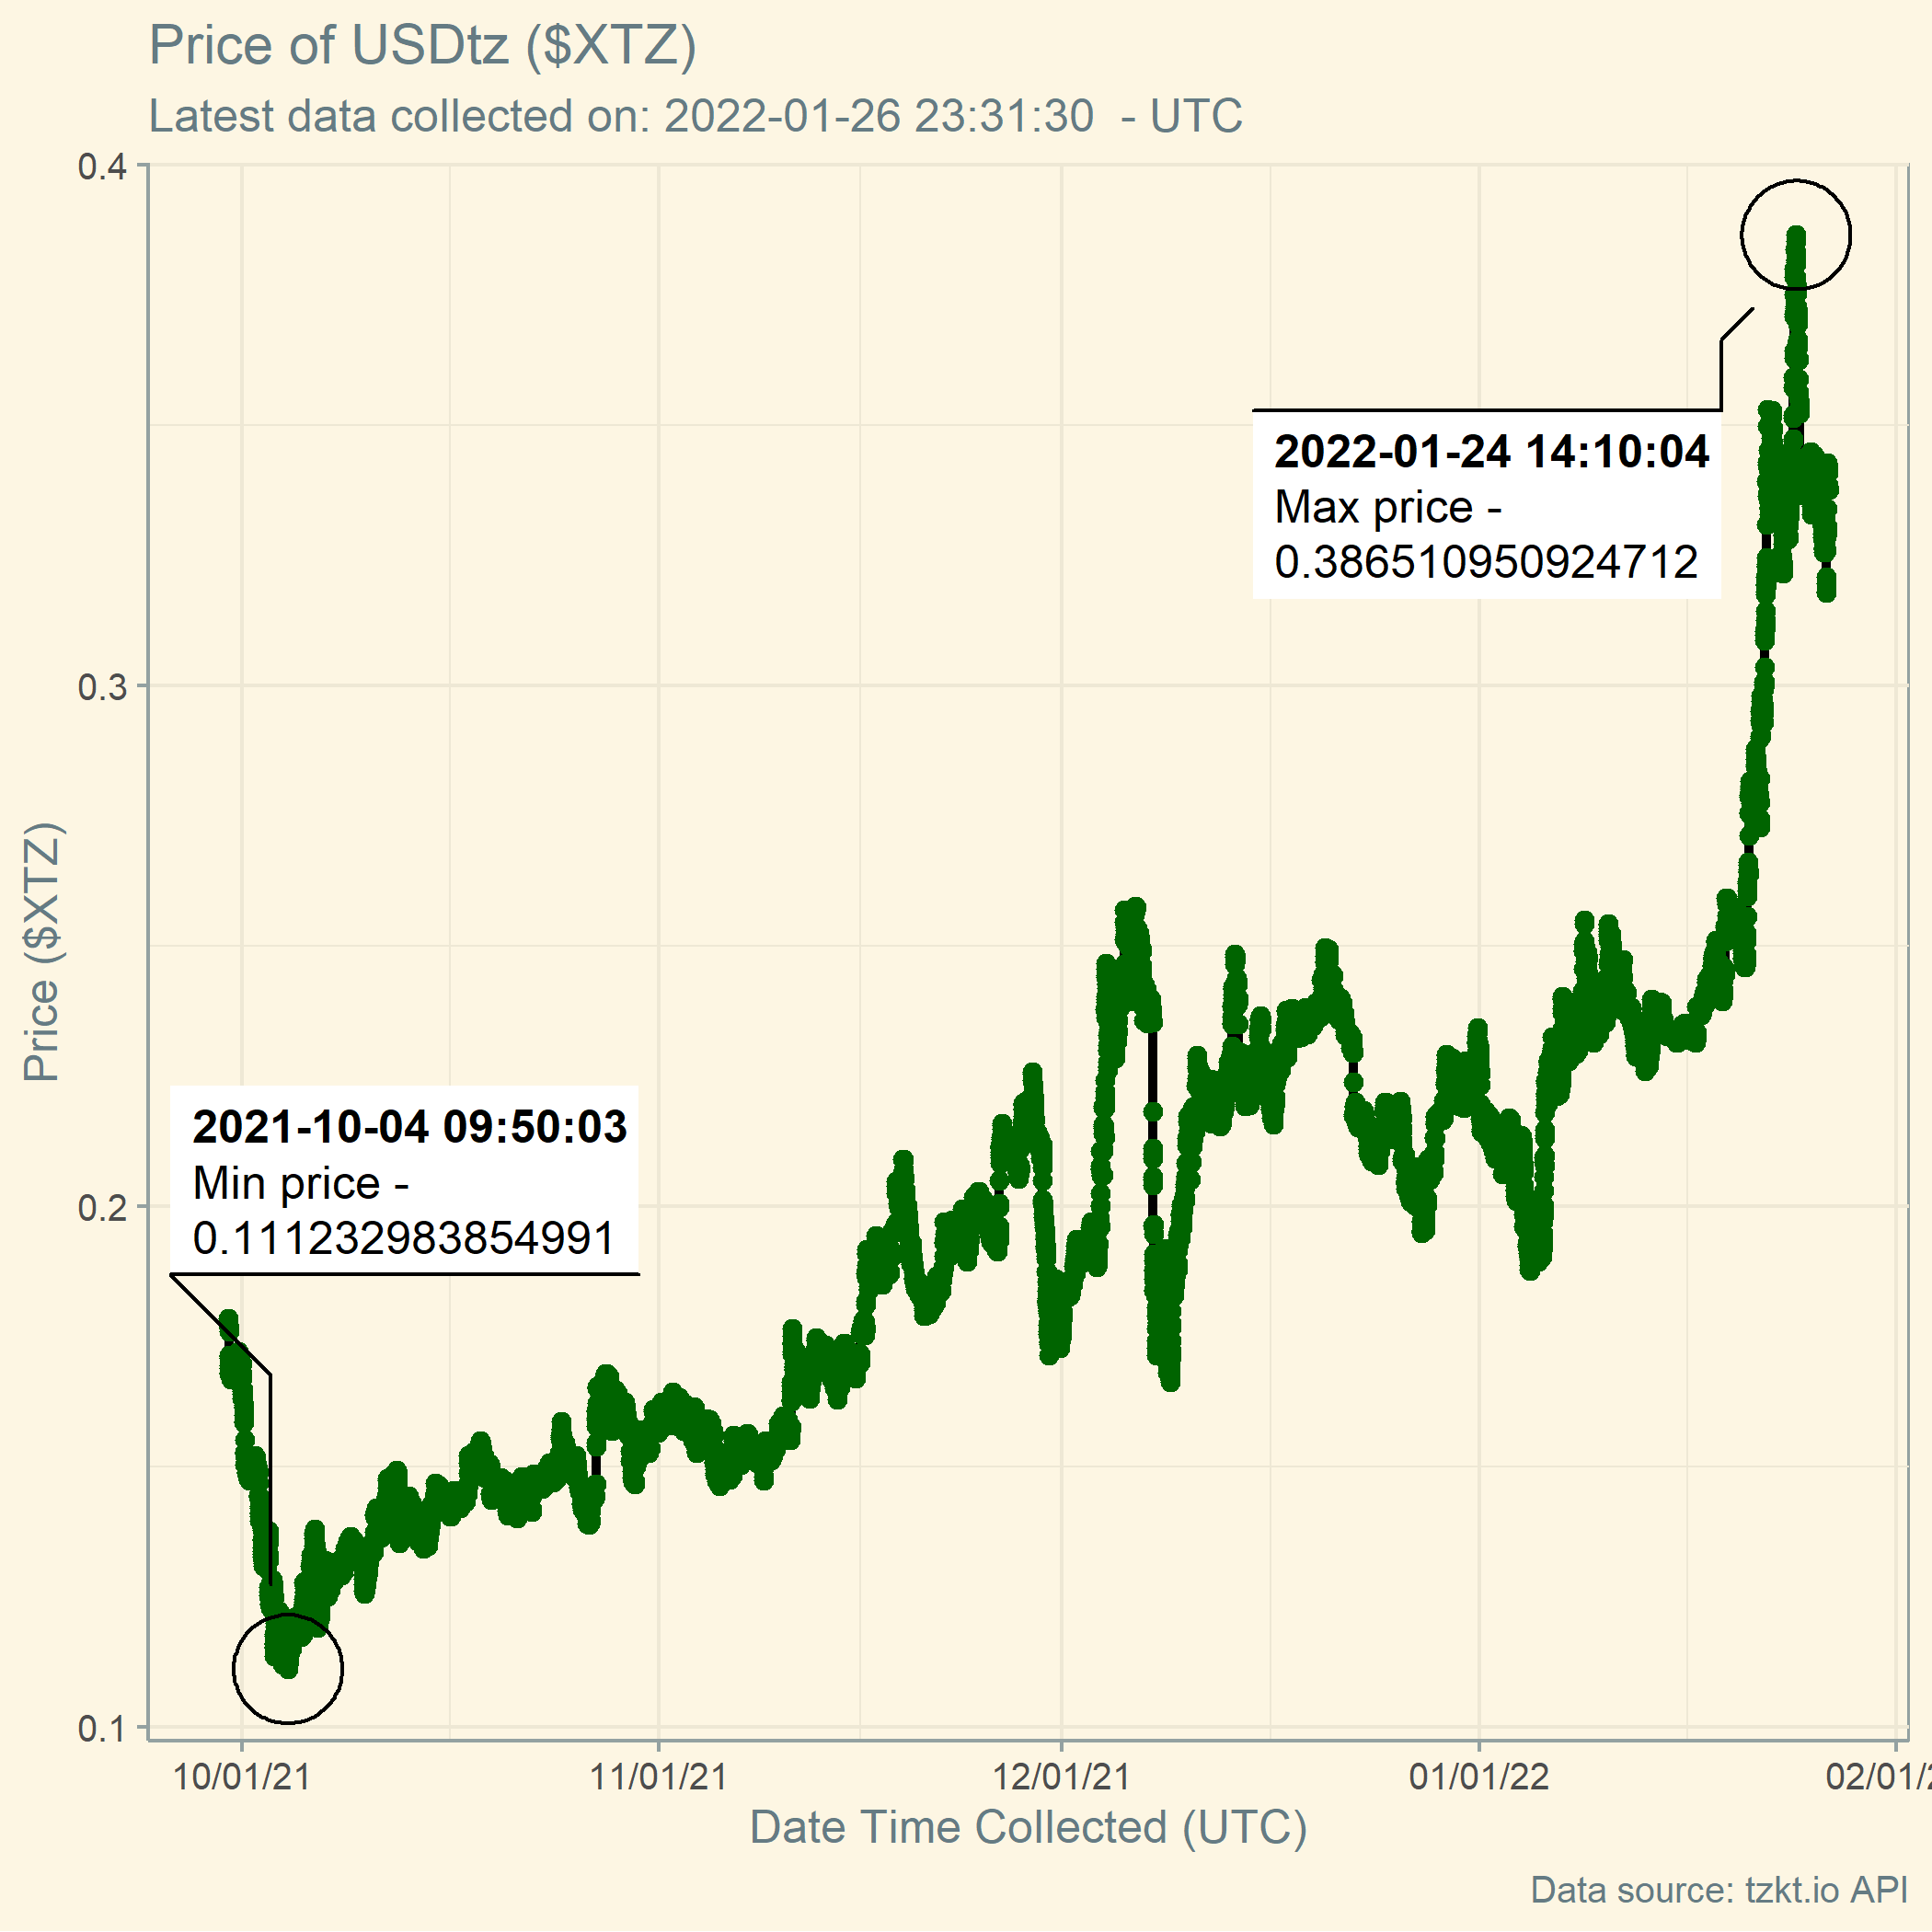 Price of USDtz ($XTZ)
Latest data collected on: 2022-01-26 23:31:30  - UTC
0.4
0.3
0.2
0.1
Price ($XTZ)
2022-01-24 14:10:04
Max price -
0.386510950924712
2021-10-04 09:50:03
Min price -
0.111232983854991
10/01/21
11/01/21
12/01/21
01/01/22
02/01/2
Date Time Collected (UTC)
Data source: tzkt.io API